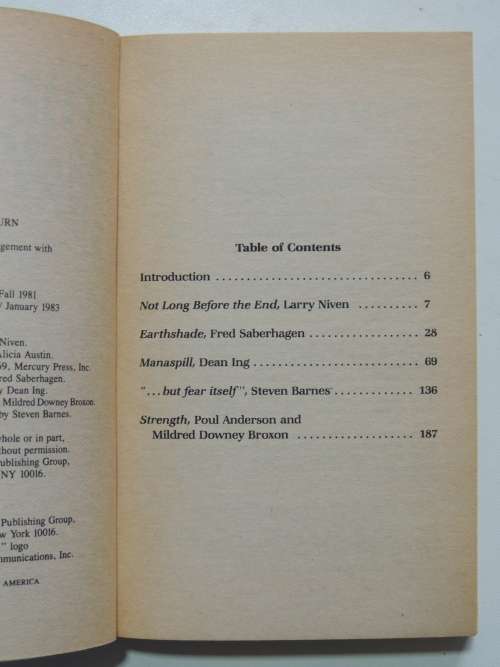 URN
gement with
Fall 1981
/ January 1983
Niven.
Alicia Austin.
69, Mercury Press, Inc.
red Saberhagen.
y Dean Ing.
Mildred Downey Broxon.
by Steven Barnes.
whole or in part,
thout permission.
ublishing Group,
NY 10016.
Publishing Group,
w York 10016.
" logo
mmunications, Inc.
AMERICA
Table of Contents
Introduction ................................ 6
Not Long Before the End, Larry Niven .......... 7
Earthshade, Fred Saberhagen .................. 28
Manaspill, Dean Ing ........................... 69
"...but fear itself", Steven Barnes ............. 136
Strength, Poul Anderson and
Mildred Downey Broxon ................... 187